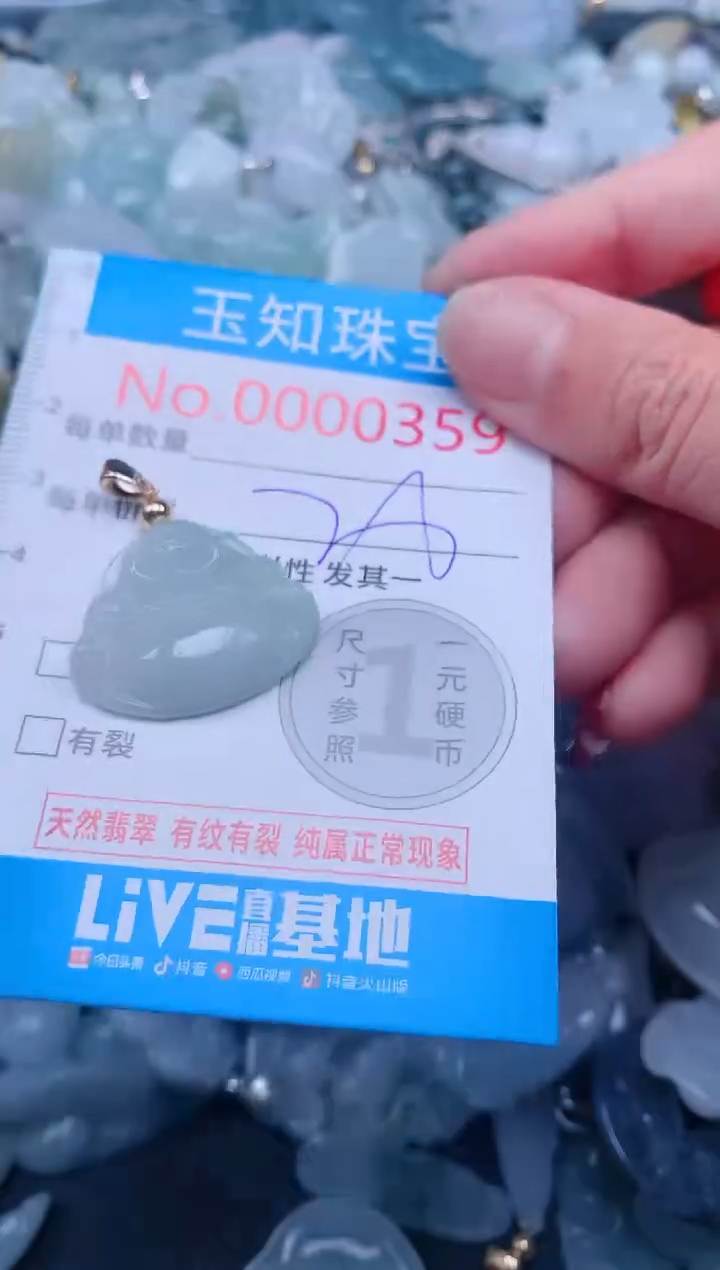 玉知珠宝
No.0000359
2
每单数量
3
4
性 发其一
尺寸参照
1
一元硬币
有裂
天然翡翠 有纹有裂 纯属正常现象
LiVE直播基地
今日头条 抖音 西瓜视频 抖音火山版